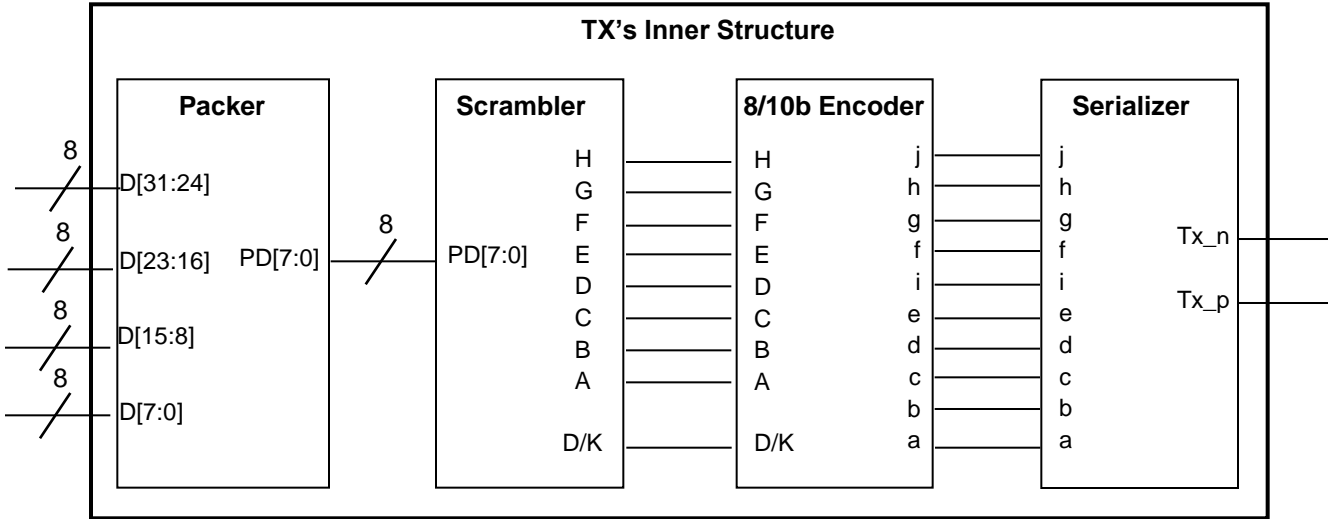 TX's Inner Structure
Packer
8
D[31:24]
8
D[23:16]
PD[7:0]
8
D[15:8]
8
D[7:0]
8
Scrambler
PD[7:0]
H
G
F
E
D
C
B
A
D/K
8/10b Encoder
H
G
F
E
D
C
B
A
D/K
j
h
g
f
i
e
d
c
b
a
Serializer
j
h
g
f
i
e
d
c
b
a
Tx_n
Tx_p